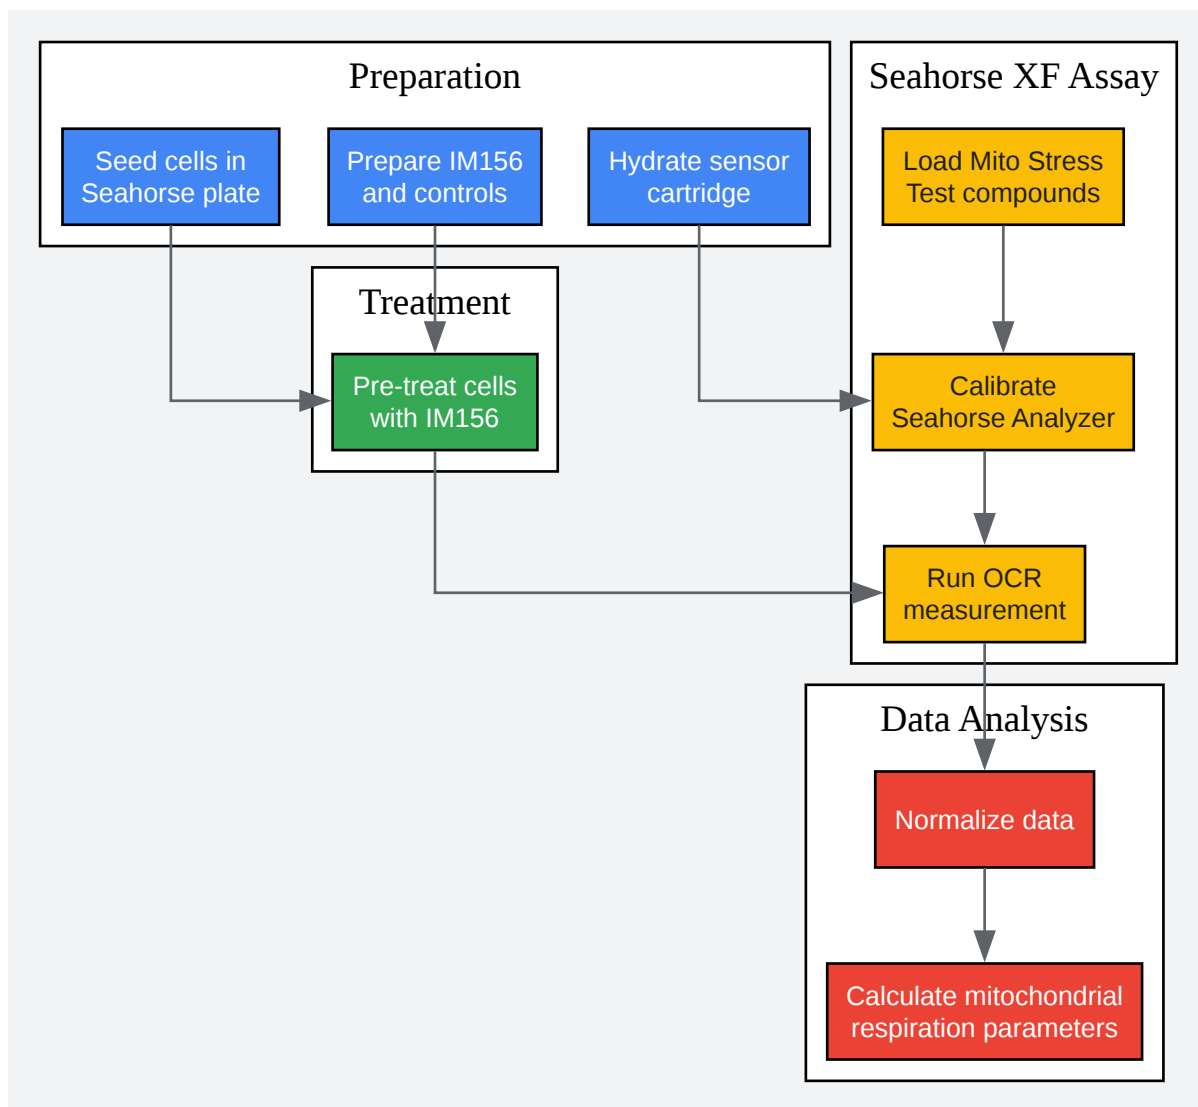 Preparation
Seed cells in
Seahorse plate
Prepare IM156
and controls
Hydrate sensor
cartridge
Seahorse XF Assay
Load Mito Stress
Test compounds
Treatment
Pre-treat cells
with IM156
Calibrate
Seahorse Analyzer
Run OCR
measurement
Data Analysis
Normalize data
Calculate mitochondrial
respiration parameters